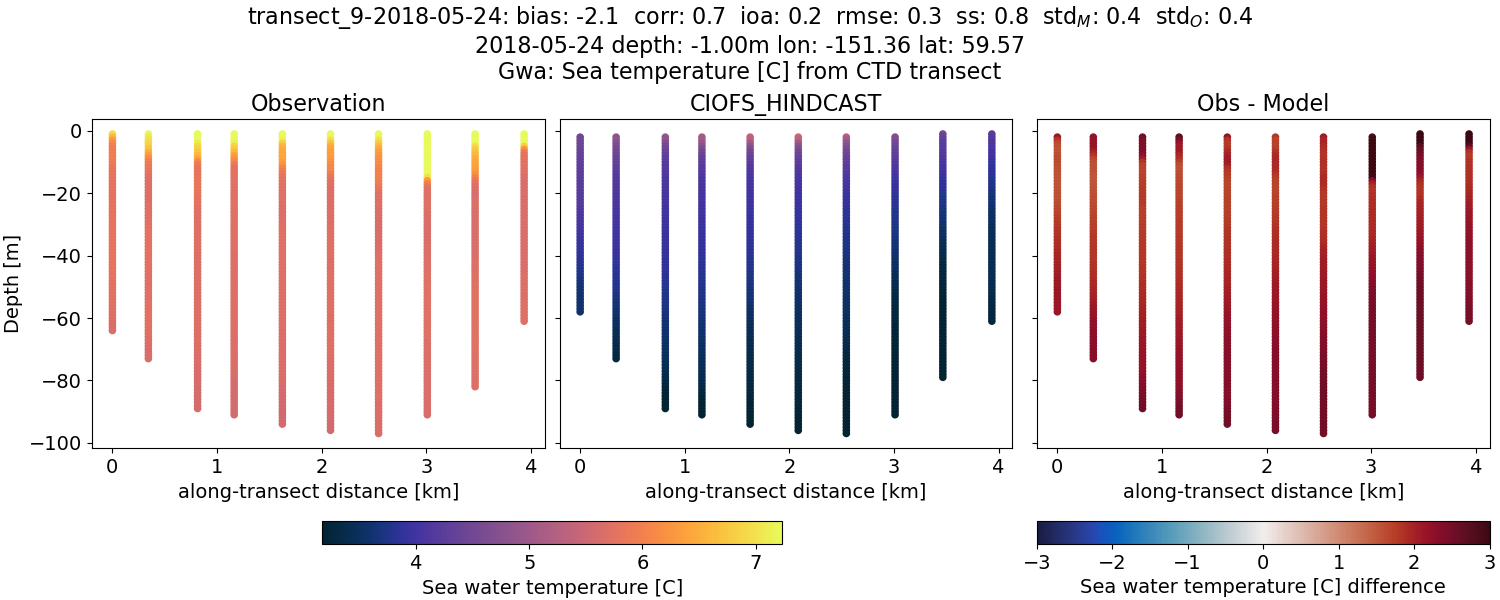 transect_9-2018-05-24: bias: -2.1 corr: 0.7 ioa: 0.2 rmse: 0.3 ss: 0.8 std_M: 0.4 std_O: 0.4
2018-05-24 depth: -1.00m lon: -151.36 lat: 59.57
Gwa: Sea temperature [C] from CTD transect
Observation
CIOFS_HINDCAST
Obs - Model
Depth [m]
0
−20
−40
−60
−80
−100
0 1 2 3 4
0 1 2 3 4
0 1 2 3 4
along-transect distance [km]
along-transect distance [km]
along-transect distance [km]
4 5 6 7
Sea water temperature [C]
−3 −2 −1 0 1 2 3
Sea water temperature [C] difference